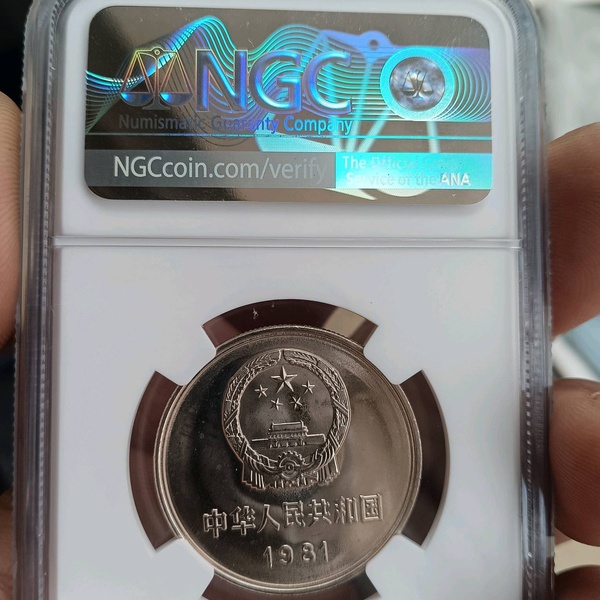 NGC
Numismatic Guaranty Company
NGCcoin.com/verify
The Official Grading
Service of the ANA
中华人民共和国
1981